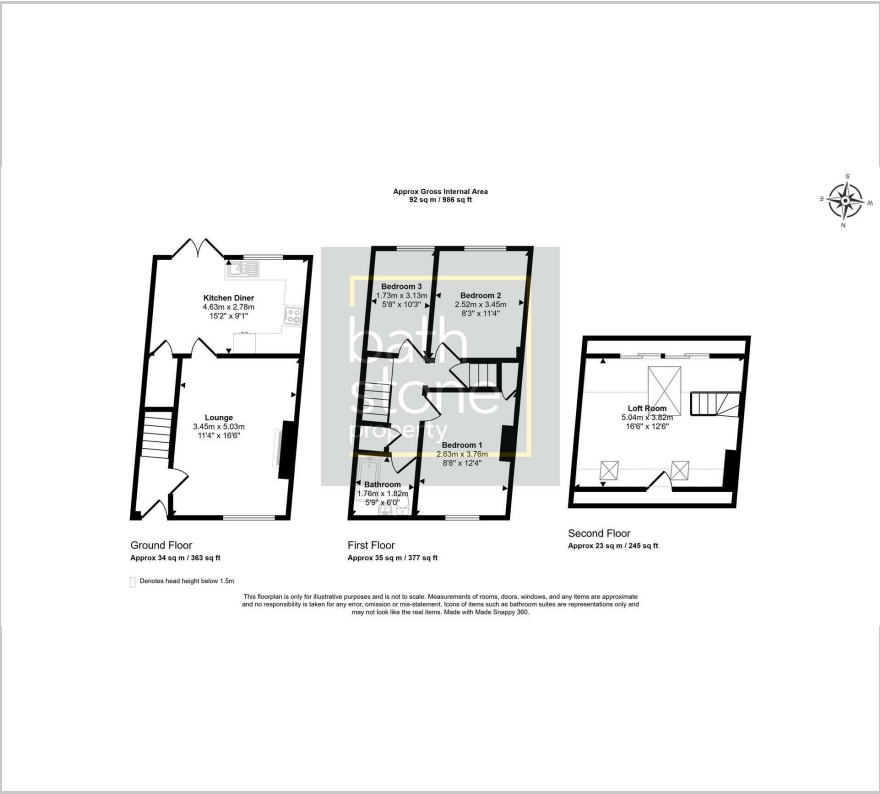 Approx Gross Internal Area
92 sq m / 986 sq ft
S
E
W
N
Kitchen Diner
4.63m x 2.78m
15'2" x 9'1"
Lounge
3.45m x 5.03m
11'4" x 16'6"
Bedroom 3
1.73m x 3.13m
5'8" x 10'3"
Bedroom 2
2.52m x 3.45m
8'3" x 11'4"
bath
stone
property
Bedroom 1
2.63m x 3.76m
8'8" x 12'4"
Bathroom
1.76m x 1.82m
5'9" x 6'0"
Loft Room
5.04m x 3.82m
16'6" x 12'6"
Ground Floor
Approx 34 sq m / 363 sq ft
First Floor
Approx 35 sq m / 377 sq ft
Second Floor
Approx 23 sq m / 245 sq ft
Denotes head height below 1.5m
This floorplan is only for illustrative purposes and is not to scale. Measurements of rooms, doors, windows, and any items are approximate
and no responsibility is taken for any error, omission or mis-statement. Icons of items such as bathroom suites are representations only and
may not look like the real items. Made with Made Snappy 360.